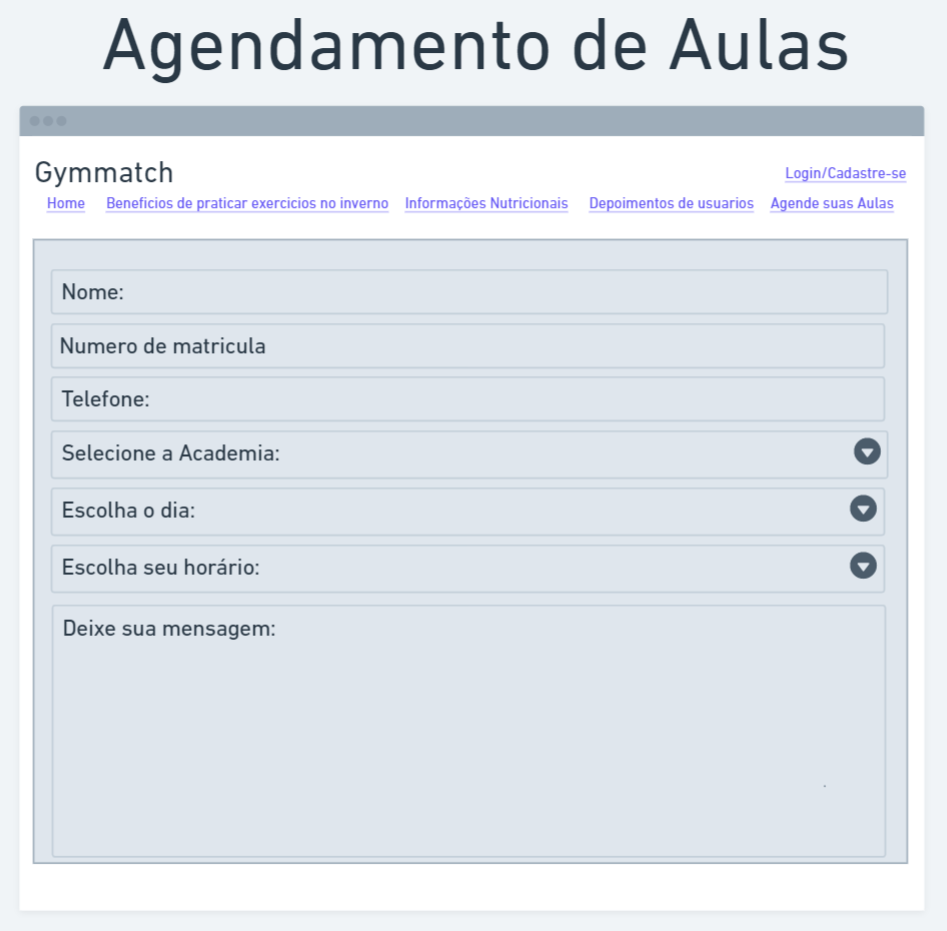 Agendamento de Aulas
Gymmatch
Login/Cadastre-se
Home Beneficios de praticar exercicios no inverno Informações Nutricionais Depoimentos de usuarios Agende suas Aulas
Nome:
Numero de matricula
Telefone:
Selecione a Academia:
Escolha o dia:
Escolha seu horário:
Deixe sua mensagem: